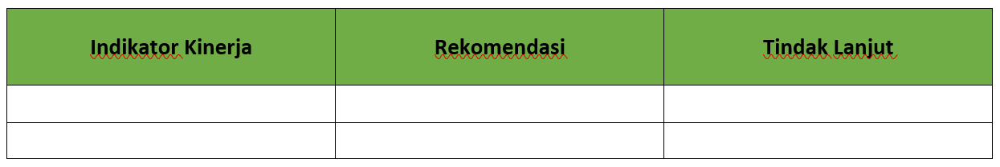 Indikator Kinerja
Rekomendasi
Tindak Lanjut